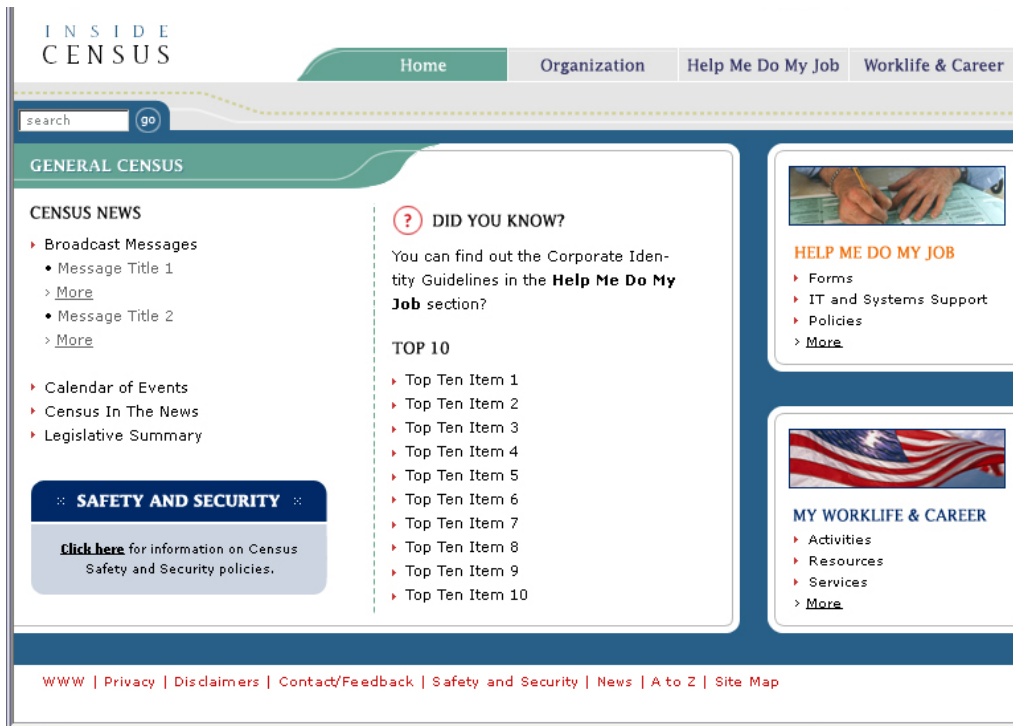 INSIDE
CENSUS
Home
Organization
Help Me Do My Job
Worklife & Career
search
go
GENERAL CENSUS
CENSUS NEWS
Broadcast Messages
• Message Title 1
> More
• Message Title 2
> More
Calendar of Events
Census In The News
Legislative Summary
SAFETY AND SECURITY
Click here for information on Census
Safety and Security policies.
? DID YOU KNOW?
You can find out the Corporate Iden-
tity Guidelines in the Help Me Do My
Job section?
TOP 10
Top Ten Item 1
Top Ten Item 2
Top Ten Item 3
Top Ten Item 4
Top Ten Item 5
Top Ten Item 6
Top Ten Item 7
Top Ten Item 8
Top Ten Item 9
Top Ten Item 10
HELP ME DO MY JOB
Forms
IT and Systems Support
Policies
> More
MY WORKLIFE & CAREER
Activities
Resources
Services
> More
WWW | Privacy | Disclaimers | Contact/Feedback | Safety and Security | News | A to Z | Site Map